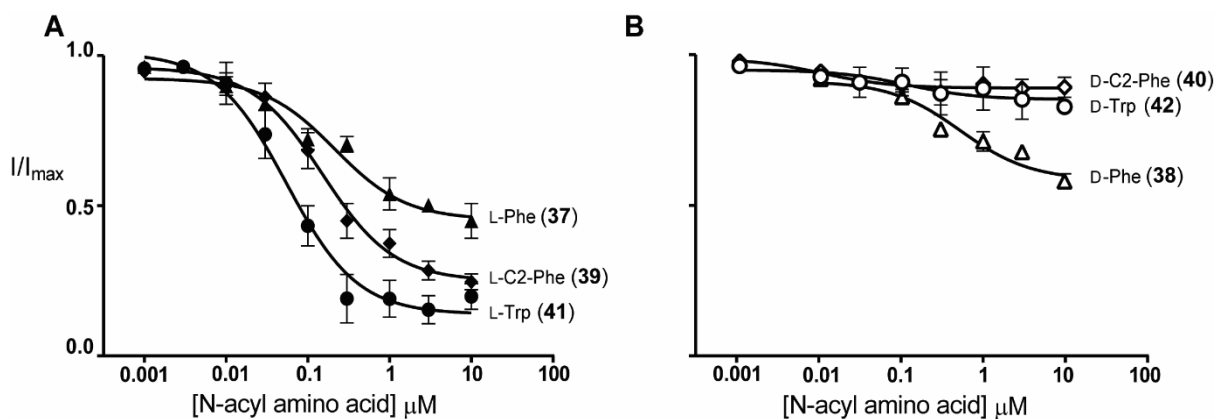 A
I/Imax
1.0
0.5
0.0
0.001 0.01 0.1 1 10 100
[N-acyl amino acid] μM
L-Phe (37)
L-C2-Phe (39)
L-Trp (41)
B
0.001 0.01 0.1 1 10 100
[N-acyl amino acid] μM
D-C2-Phe (40)
D-Trp (42)
D-Phe (38)